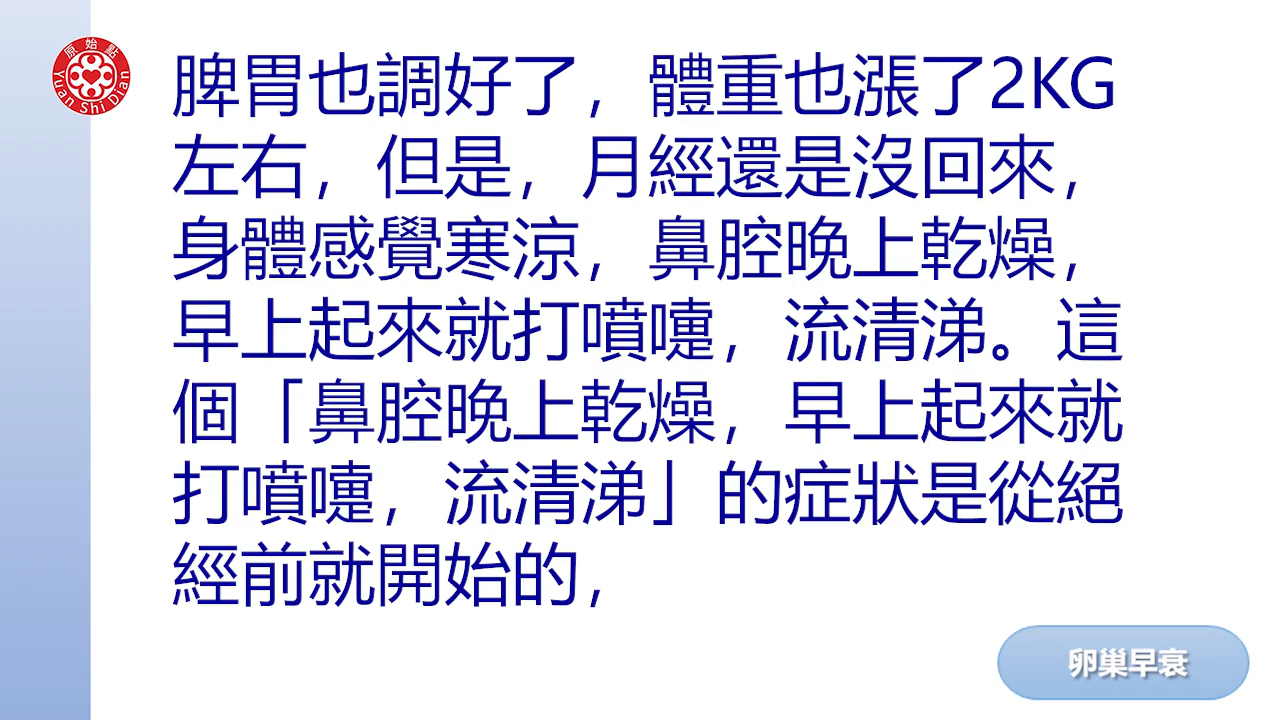 原始點
Yuan Shi Dian
脾胃也調好了，體重也漲了2KG
左右，但是，月經還是沒回來，
身體感覺寒涼，鼻腔晚上乾燥，
早上起來就打噴嚏，流清涕。這
個「鼻腔晚上乾燥，早上起來就
打噴嚏，流清涕」的症狀是從絕
經前就開始的，
卵巢早衰